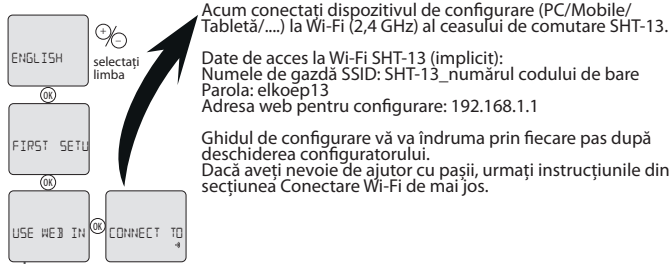 ENGLISH
+/-
selectați
limba
OK
FIRST SETU
OK
USE WEB IN
OK
CONNECT TO
Acum conectați dispozitivul de configurare (PC/Mobile/
Tabletă/....) la Wi-Fi (2,4 GHz) al ceasului de comutare SHT-13.
Date de acces la Wi-Fi SHT-13 (implicit):
Numele de gazdă SSID: SHT-13_numărul codului de bare
Parola: elkoep13
Adresa web pentru configurare: 192.168.1.1
Ghidul de configurare vă va îndruma prin fiecare pas după
deschiderea configuratorului.
Dacă aveți nevoie de ajutor cu pașii, urmați instrucțiunile din
secțiunea Conectare Wi-Fi de mai jos.